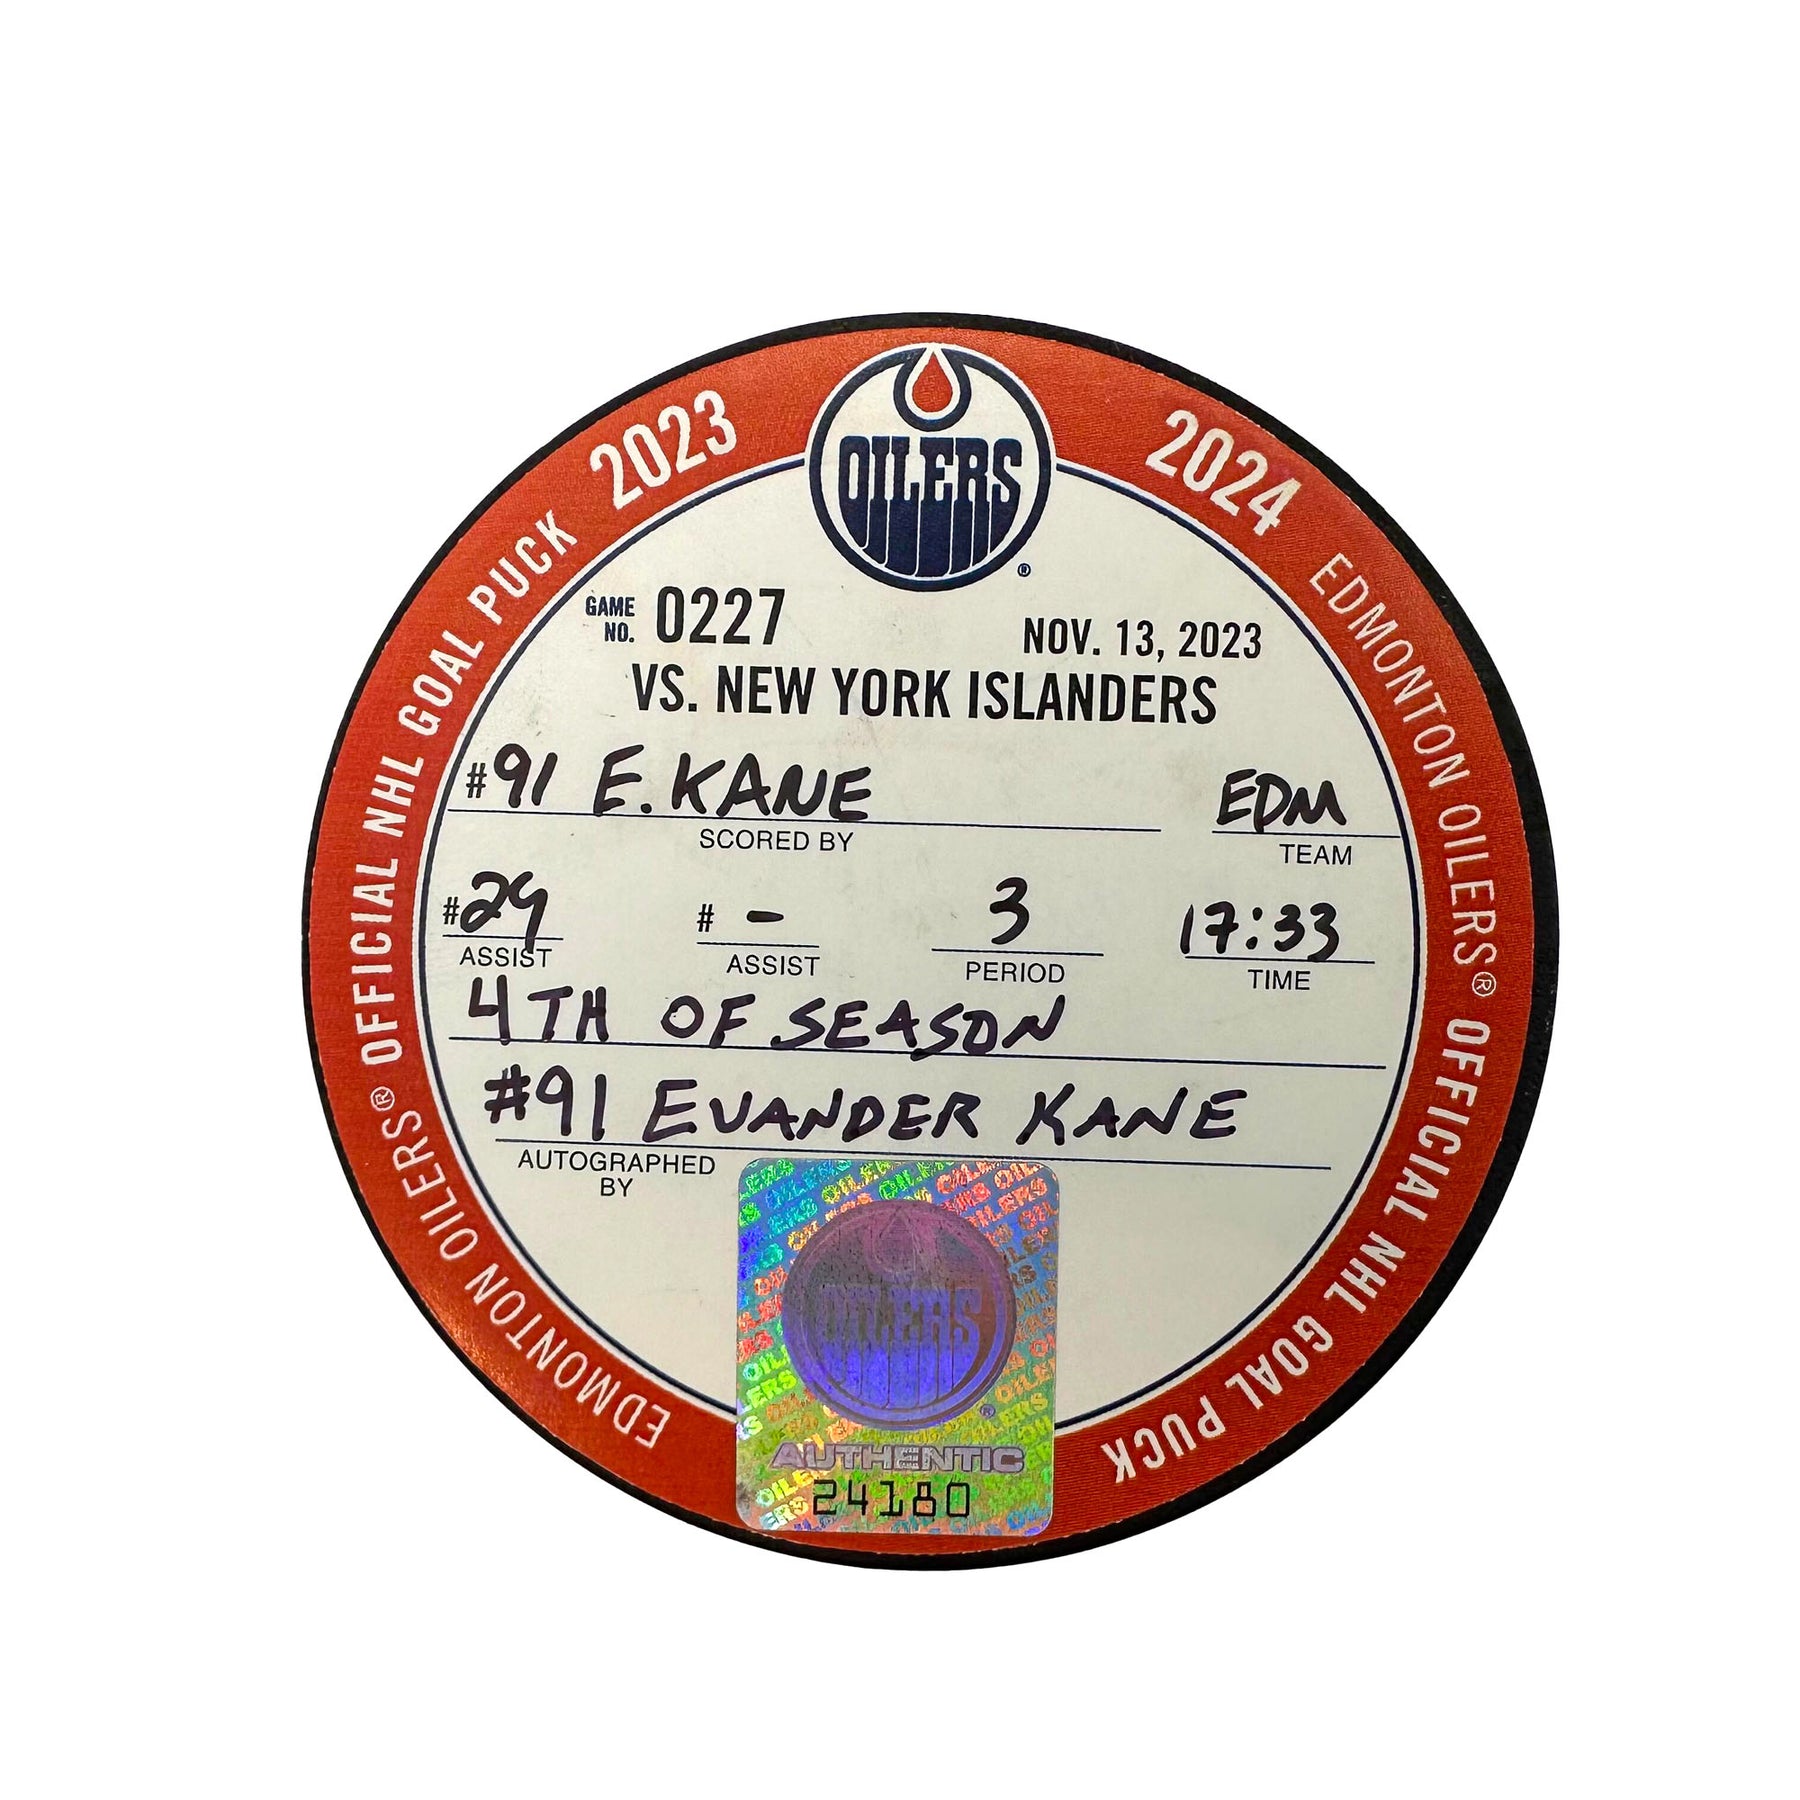 2023
2024
OILERS
®
EDMONTON OILERS® OFFICIAL NHL GOAL PUCK
EDMONTON OILERS® OFFICIAL NHL GOAL PUCK
GAME NO. 0227
NOV. 13, 2023
VS. NEW YORK ISLANDERS
#91 E. KANE EDM
SCORED BY TEAM
#29 # - 3 17:33
ASSIST ASSIST PERIOD TIME
4TH OF SEASON
#91 EVANDER KANE
AUTOGRAPHED
BY
OILERS
®
AUTHENTIC
24180